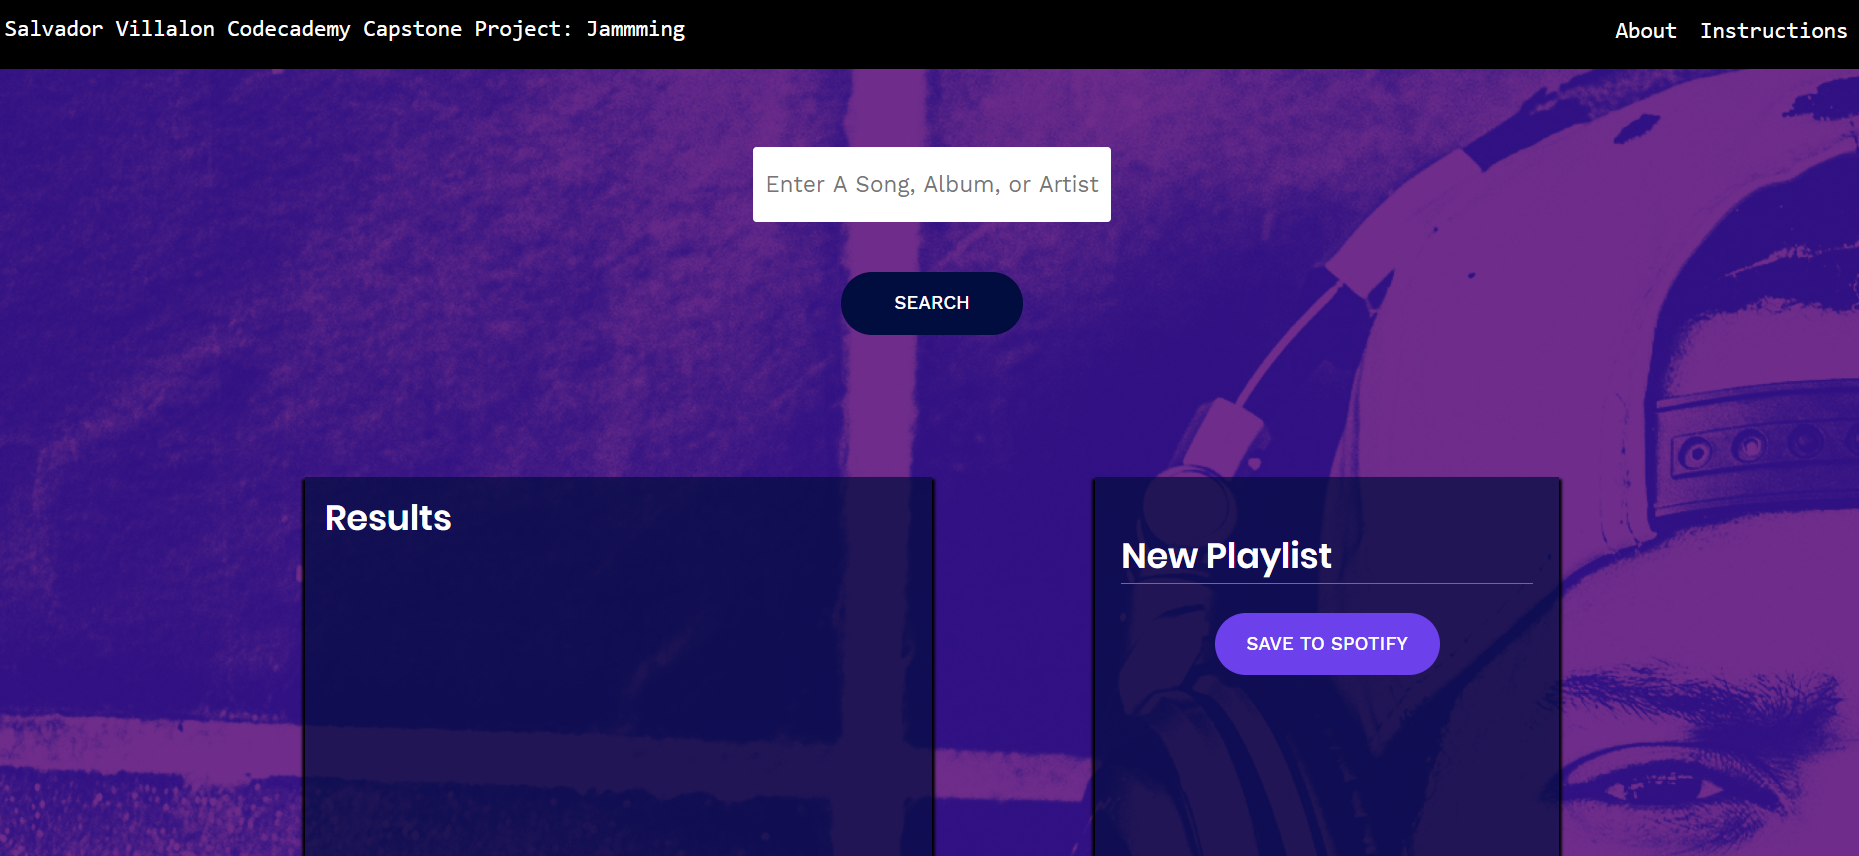 Salvador Villalon Codecademy Capstone Project: Jammming
About Instructions
Enter A Song, Album, or Artist
SEARCH
Results
New Playlist
SAVE TO SPOTIFY